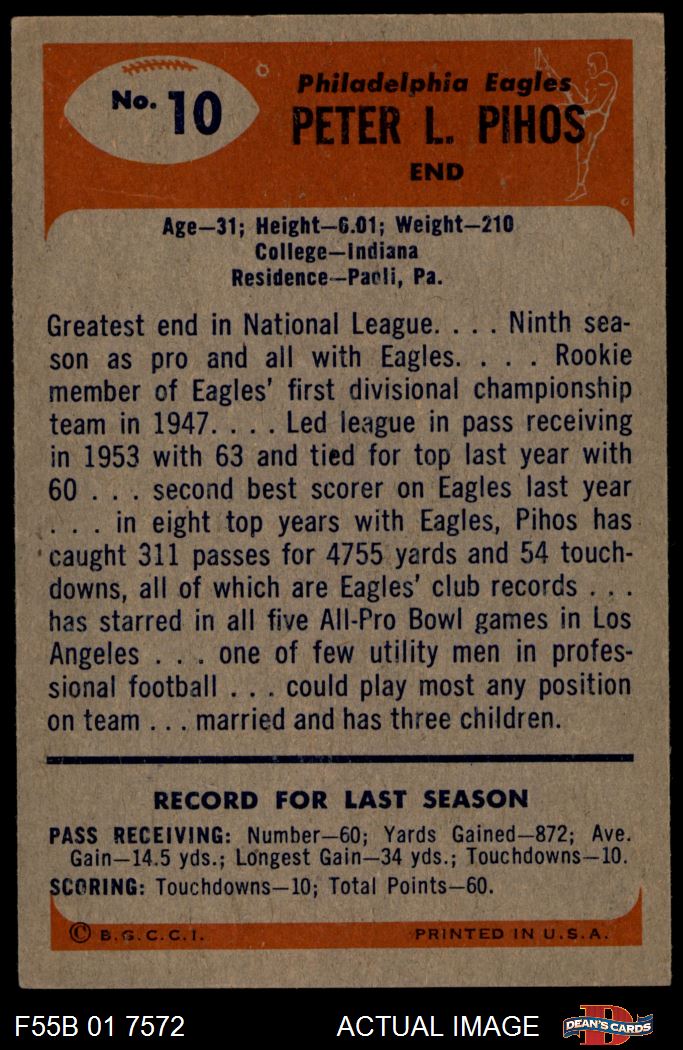 No. 10
Philadelphia Eagles
PETER L. PIHOS
END
Age—31; Height—6.01; Weight—210
College—Indiana
Residence—Paoli, Pa.
Greatest end in National League. . . . Ninth sea-
son as pro and all with Eagles. . . . Rookie
member of Eagles' first divisional championship
team in 1947. . . . Led league in pass receiving
in 1953 with 63 and tied for top last year with
60 . . . second best scorer on Eagles last year
. . . in eight top years with Eagles, Pihos has
caught 311 passes for 4755 yards and 54 touch-
downs, all of which are Eagles' club records . . .
has starred in all five All-Pro Bowl games in Los
Angeles . . . one of few utility men in profes-
sional football . . . could play most any position
on team . . . married and has three children.
RECORD FOR LAST SEASON
PASS RECEIVING: Number—60; Yards Gained—872; Ave.
Gain—14.5 yds.; Longest Gain—34 yds.; Touchdowns—10.
SCORING: Touchdowns—10; Total Points—60.
© B.G.C.C.I. PRINTED IN U.S.A.
F55B 01 7572 ACTUAL IMAGE D DEAN'S CARDS